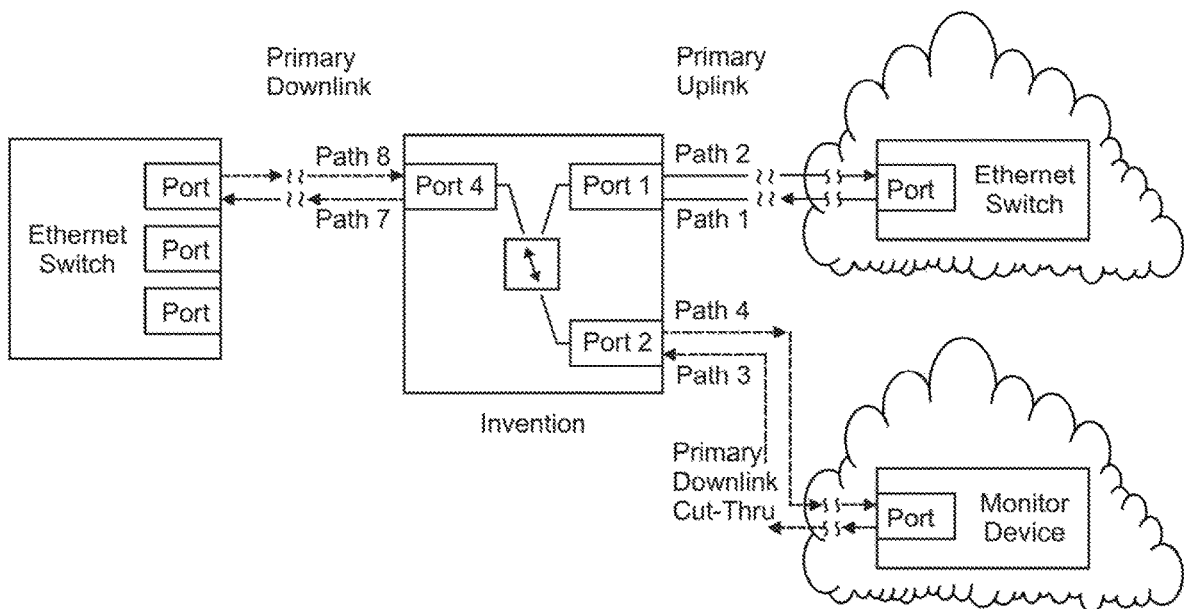 Primary
Downlink
Primary
Uplink
Ethernet
Switch
Port
Port
Port
Path 8
Path 7
Port 4
Port 1
Port 2
Invention
Path 2
Path 1
Port
Ethernet
Switch
Path 4
Path 3
Primary
Downlink
Cut-Thru
Port
Monitor
Device